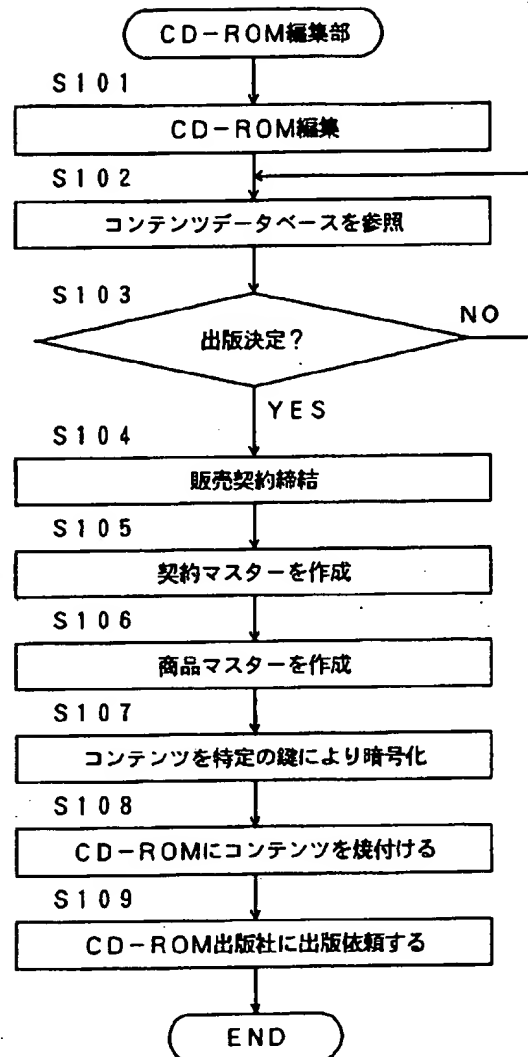 CD-ROM編集部
S101
CD-ROM編集
S102
コンテンツデータベースを参照
S103
出版決定?
NO
YES
S104
販売契約締結
S105
契約マスターを作成
S106
商品マスターを作成
S107
コンテンツを特定の鍵により暗号化
S108
CD-ROMにコンテンツを焼付ける
S109
CD-ROM出版社に出版依頼する
END